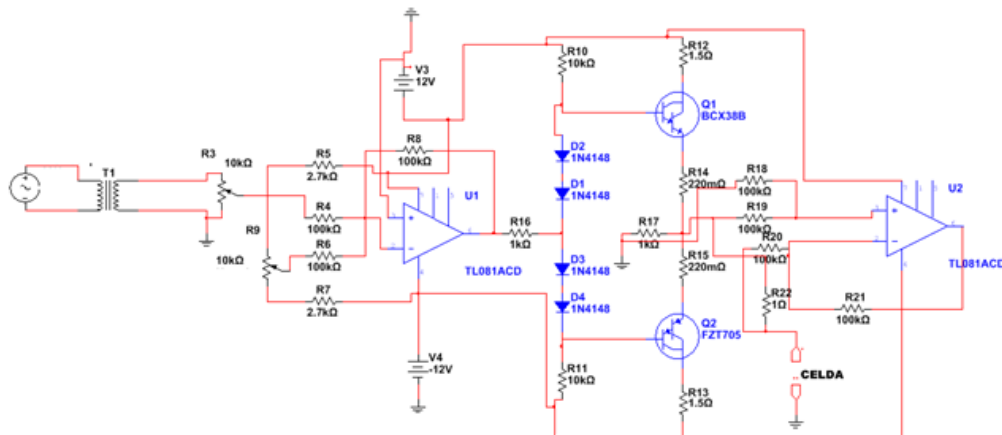 V3
12V
R10
10kΩ
R12
1.5Ω
Q1
BCX38B
R8
100kΩ
R3
10kΩ
T1
R5
2.7kΩ
D2
1N4148
U1
R14
220mΩ
R18
100kΩ
U2
D1
1N4148
R4
100kΩ
R16
1kΩ
R17
1kΩ
R19
100kΩ
R9
10kΩ
R6
100kΩ
R20
100kΩ
TL081ACD
D3
1N4148
R15
220mΩ
TL081ACD
R7
2.7kΩ
D4
1N4148
R22
1Ω
R21
100kΩ
Q2
FZT705
V4
-12V
R11
10kΩ
CELDA
R13
1.5Ω